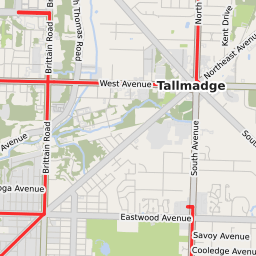 Brittain Road
th Thomas Road
North
Kent Drive
Northeast Avenue
West Avenue
Tallmadge
Brittain Road
South Avenue
Avenue
oga Avenue
Eastwood Avenue
Savoy Avenue
Cooledge Avenue